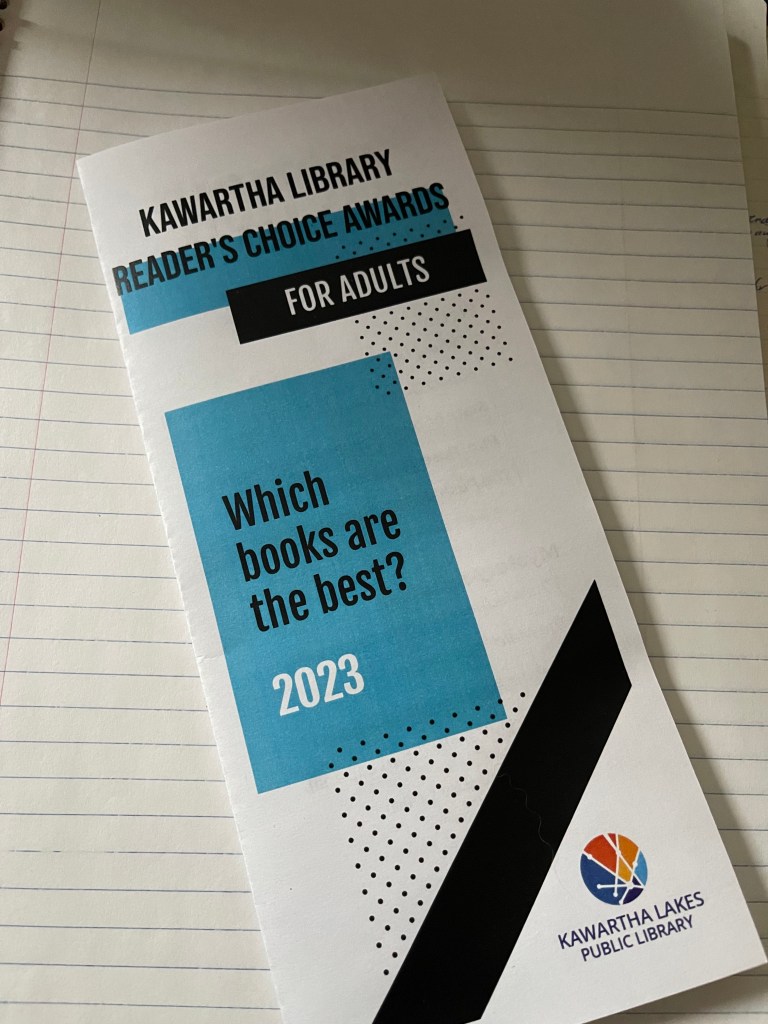 KAWARTHA LIBRARY
READER'S CHOICE AWARDS
FOR ADULTS
Which
books are
the best?
2023
KAWARTHA LAKES
PUBLIC LIBRARY